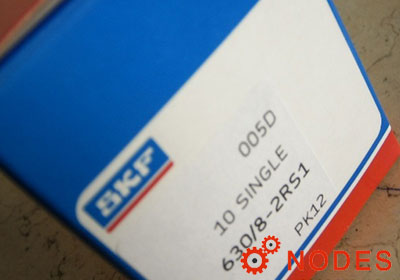 SKF
005D
10 SINGLE
630/8-2RS1
PK12
NODES